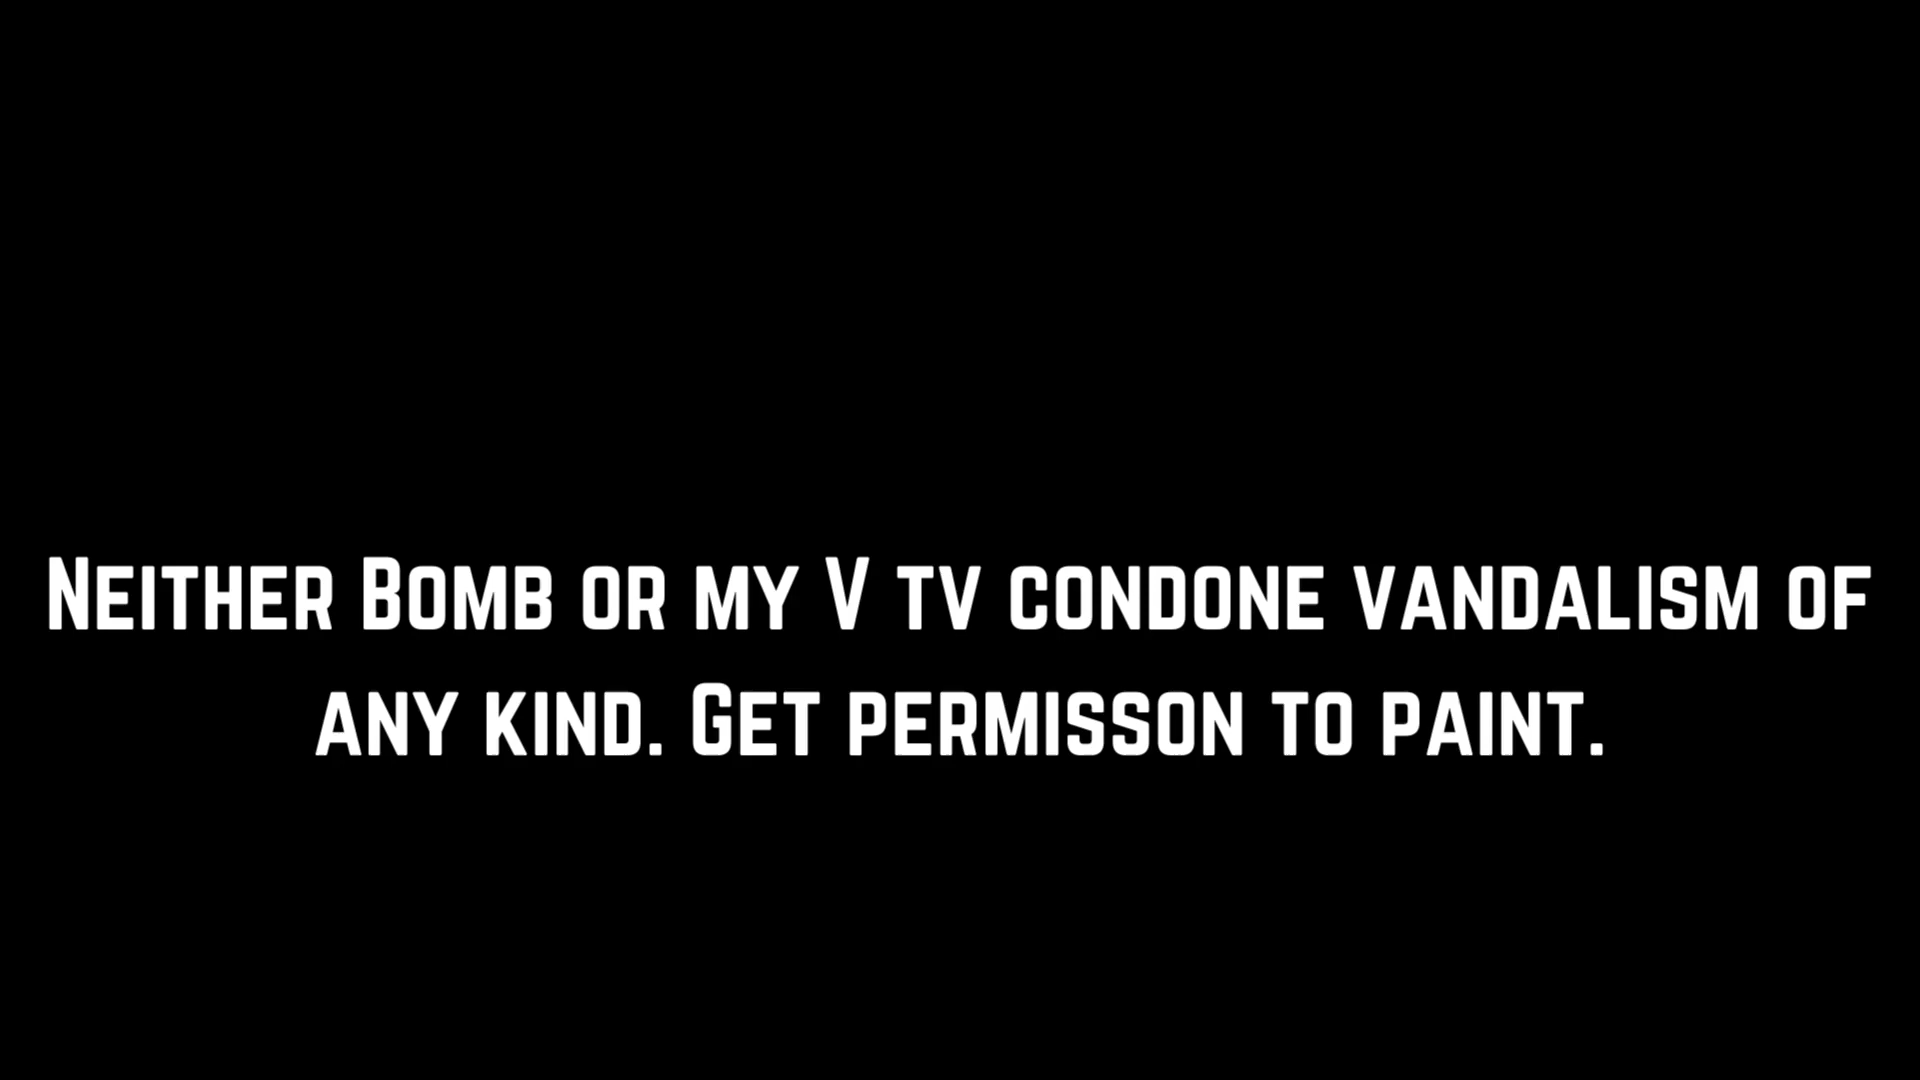 Neither Bomb or my V tv condone vandalism of
any kind. Get permisson to paint.